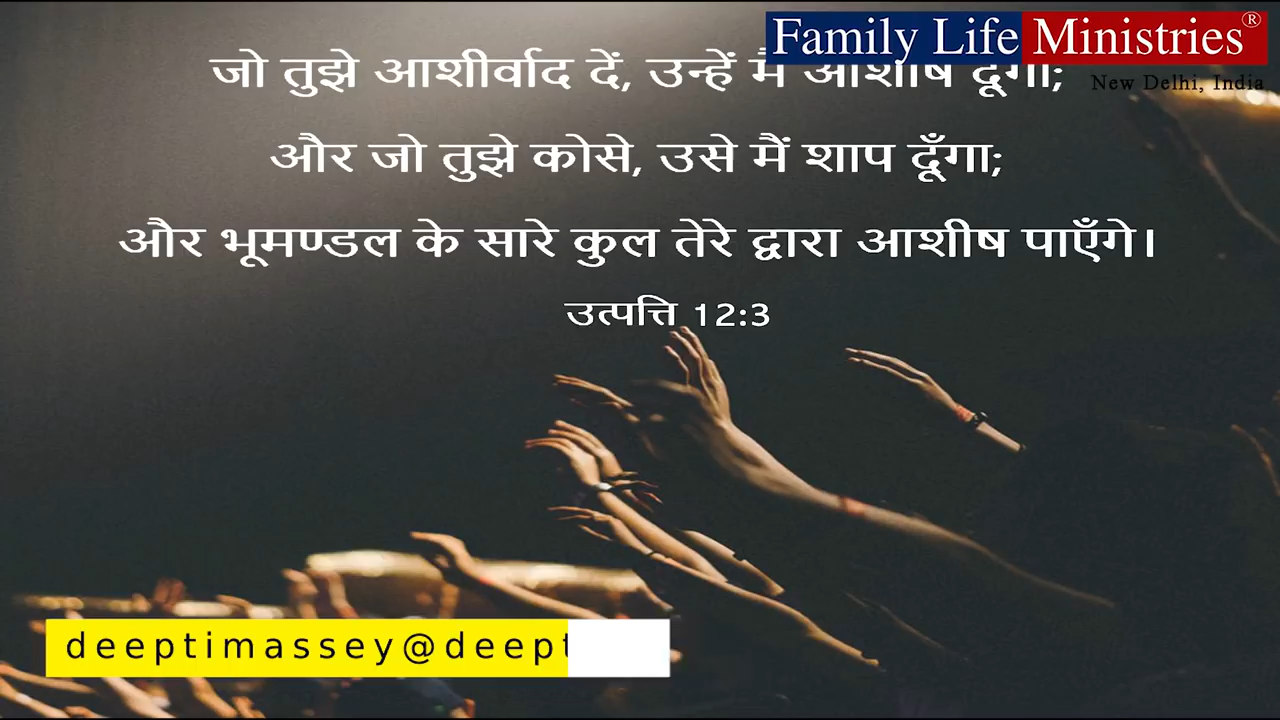 Family Life Ministries®
New Delhi, India
जो तुझे आशीर्वाद दें, उन्हें मैं आशीष दूँगा;
और जो तुझे कोसे, उसे मैं शाप दूँगा;
और भूमण्डल के सारे कुल तेरे द्वारा आशीष पाएँगे।
उत्पत्ति 12:3
deeptimassey@deept